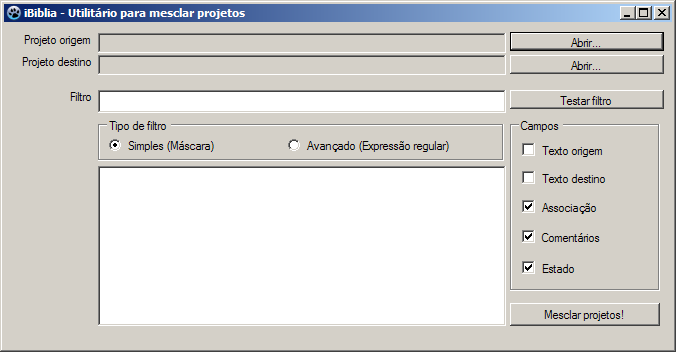 iBiblia - Utilitário para mesclar projetos
Projeto origem
Abrir...
Projeto destino
Abrir...
Filtro
Testar filtro
Tipo de filtro
Simples (Máscara)
Avançado (Expressão regular)
Campos
Texto origem
Texto destino
Associação
Comentários
Estado
Mesclar projetos!